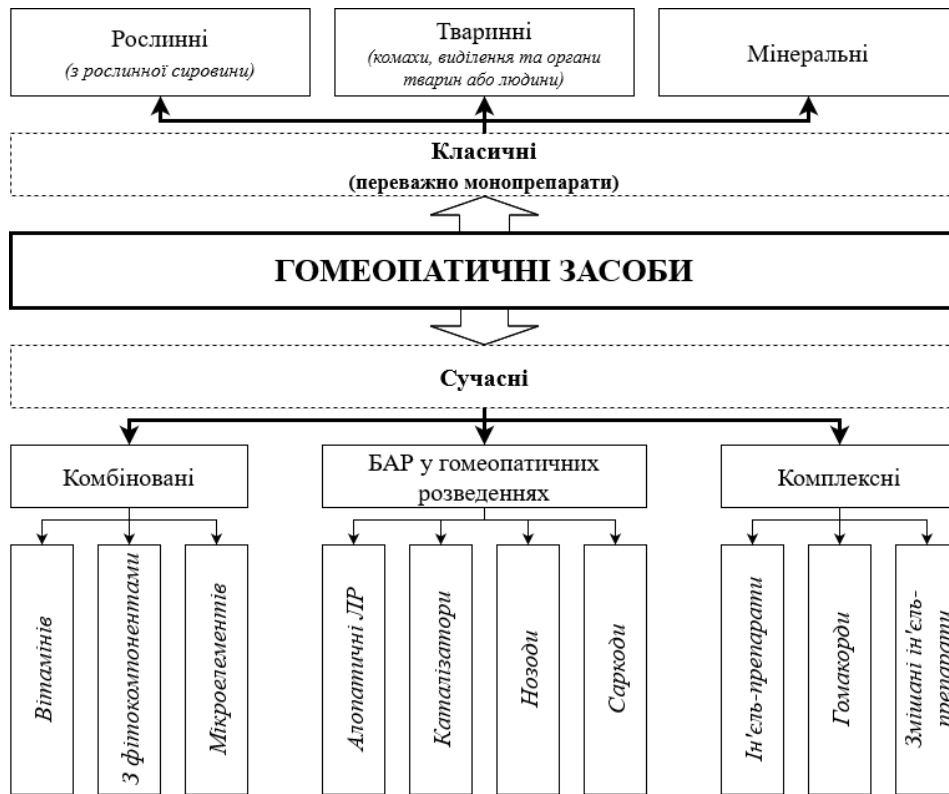 Рослинні
(з рослинної сировини)
Тваринні
(комахи, виділення та органи
тварин або людини)
Мінеральні
Класичні
(переважно монопрепарати)
ГОМЕОПАТИЧНІ ЗАСОБИ
Сучасні
Комбіновані
БАР у гомеопатичних
розведеннях
Комплексні
Вітамінів
З фітокомпонентами
Мікроелементів
Алопатичні ЛР
Каталізатори
Нозоди
Саркоди
Ін'єль-препарати
Гомакорди
Змішані ін'єль-
препарати